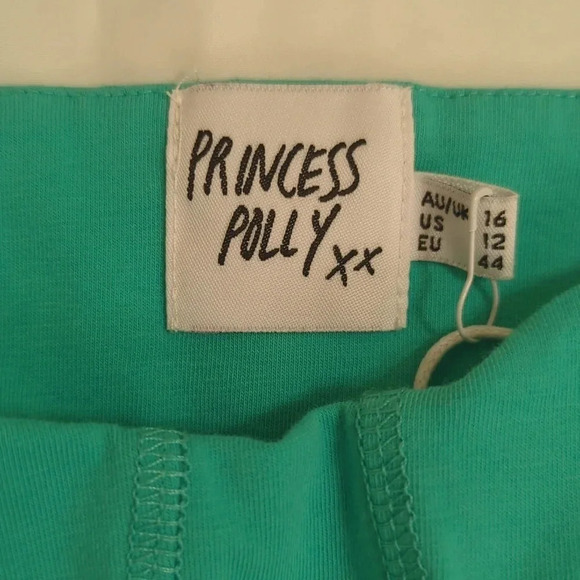 PRINCESS
POLLY xx
AU/UK 16
US 12
EU 44